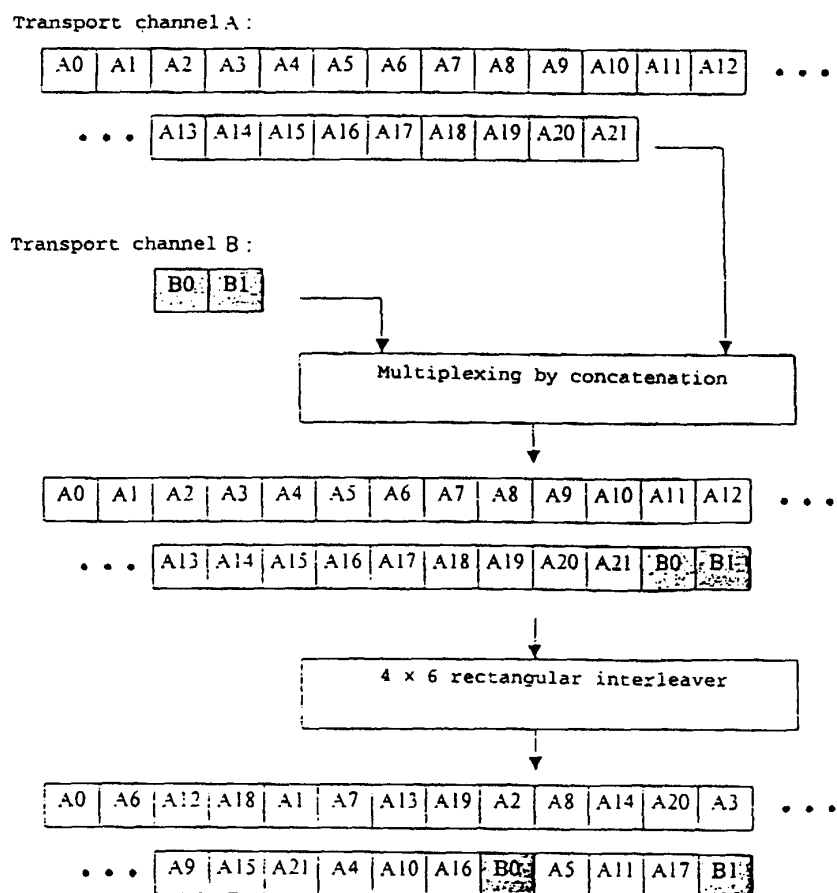 Transport channel A :
A0 A1 A2 A3 A4 A5 A6 A7 A8 A9 A10 A11 A12 • • •
• • • A13 A14 A15 A16 A17 A18 A19 A20 A21
Transport channel B :
B0 B1
Multiplexing by concatenation
A0 A1 A2 A3 A4 A5 A6 A7 A8 A9 A10 A11 A12 • • •
• • • A13 A14 A15 A16 A17 A18 A19 A20 A21 B0 B1
4 x 6 rectangular interleaver
A0 A6 A12 A18 A1 A7 A13 A19 A2 A8 A14 A20 A3 • • •
• • • A9 A15 A21 A4 A10 A16 B0 A5 A11 A17 B1